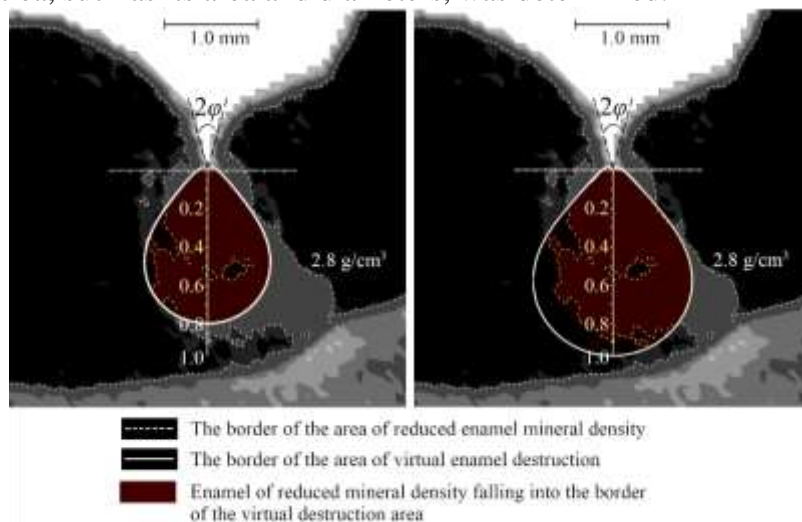 1.0 mm
1.0 mm
2φ
2φ
0.2
0.4
0.6
0.8
1.0
2.8 g/cm³
0.2
0.4
0.6
0.8
1.0
2.8 g/cm³
The border of the area of reduced enamel mineral density
The border of the area of virtual enamel destruction
Enamel of reduced mineral density falling into the border
of the virtual destruction area